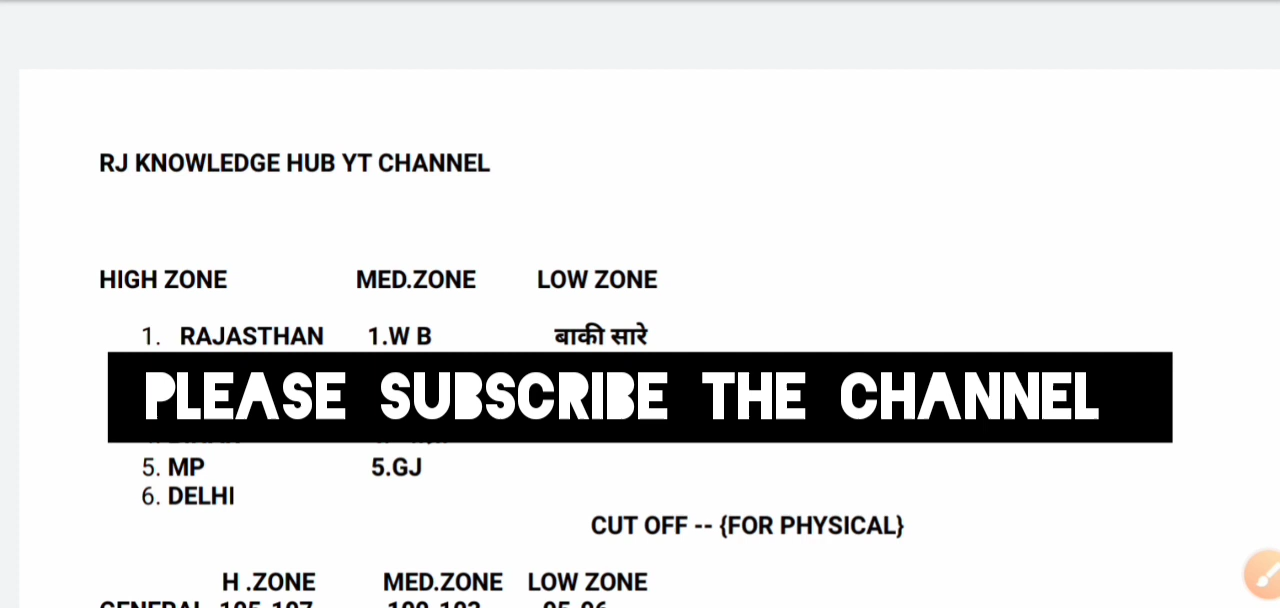 RJ KNOWLEDGE HUB YT CHANNEL
HIGH ZONE MED.ZONE LOW ZONE
1. RAJASTHAN 1.W B बाकी सारे
PLEASE SUBSCRIBE THE CHANNEL
5. MP 5.GJ
6. DELHI
CUT OFF -- {FOR PHYSICAL}
H .ZONE MED.ZONE LOW ZONE
GENERAL